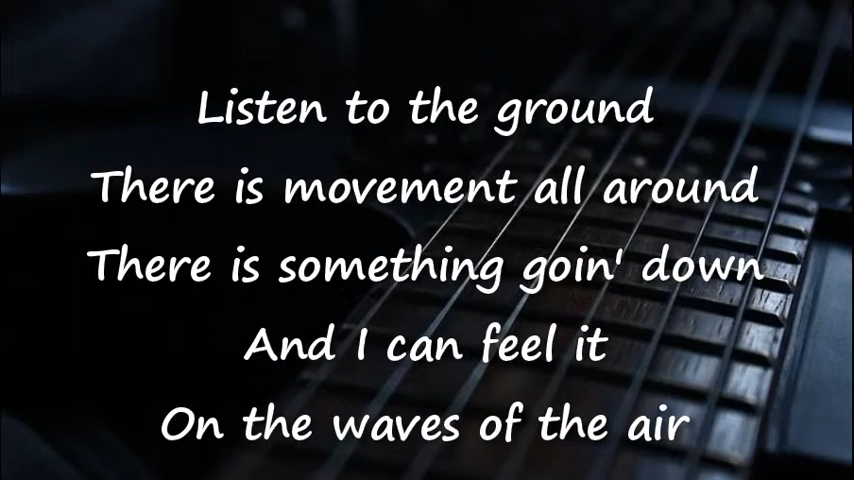 Listen to the ground
There is movement all around
There is something goin' down
And I can feel it
On the waves of the air